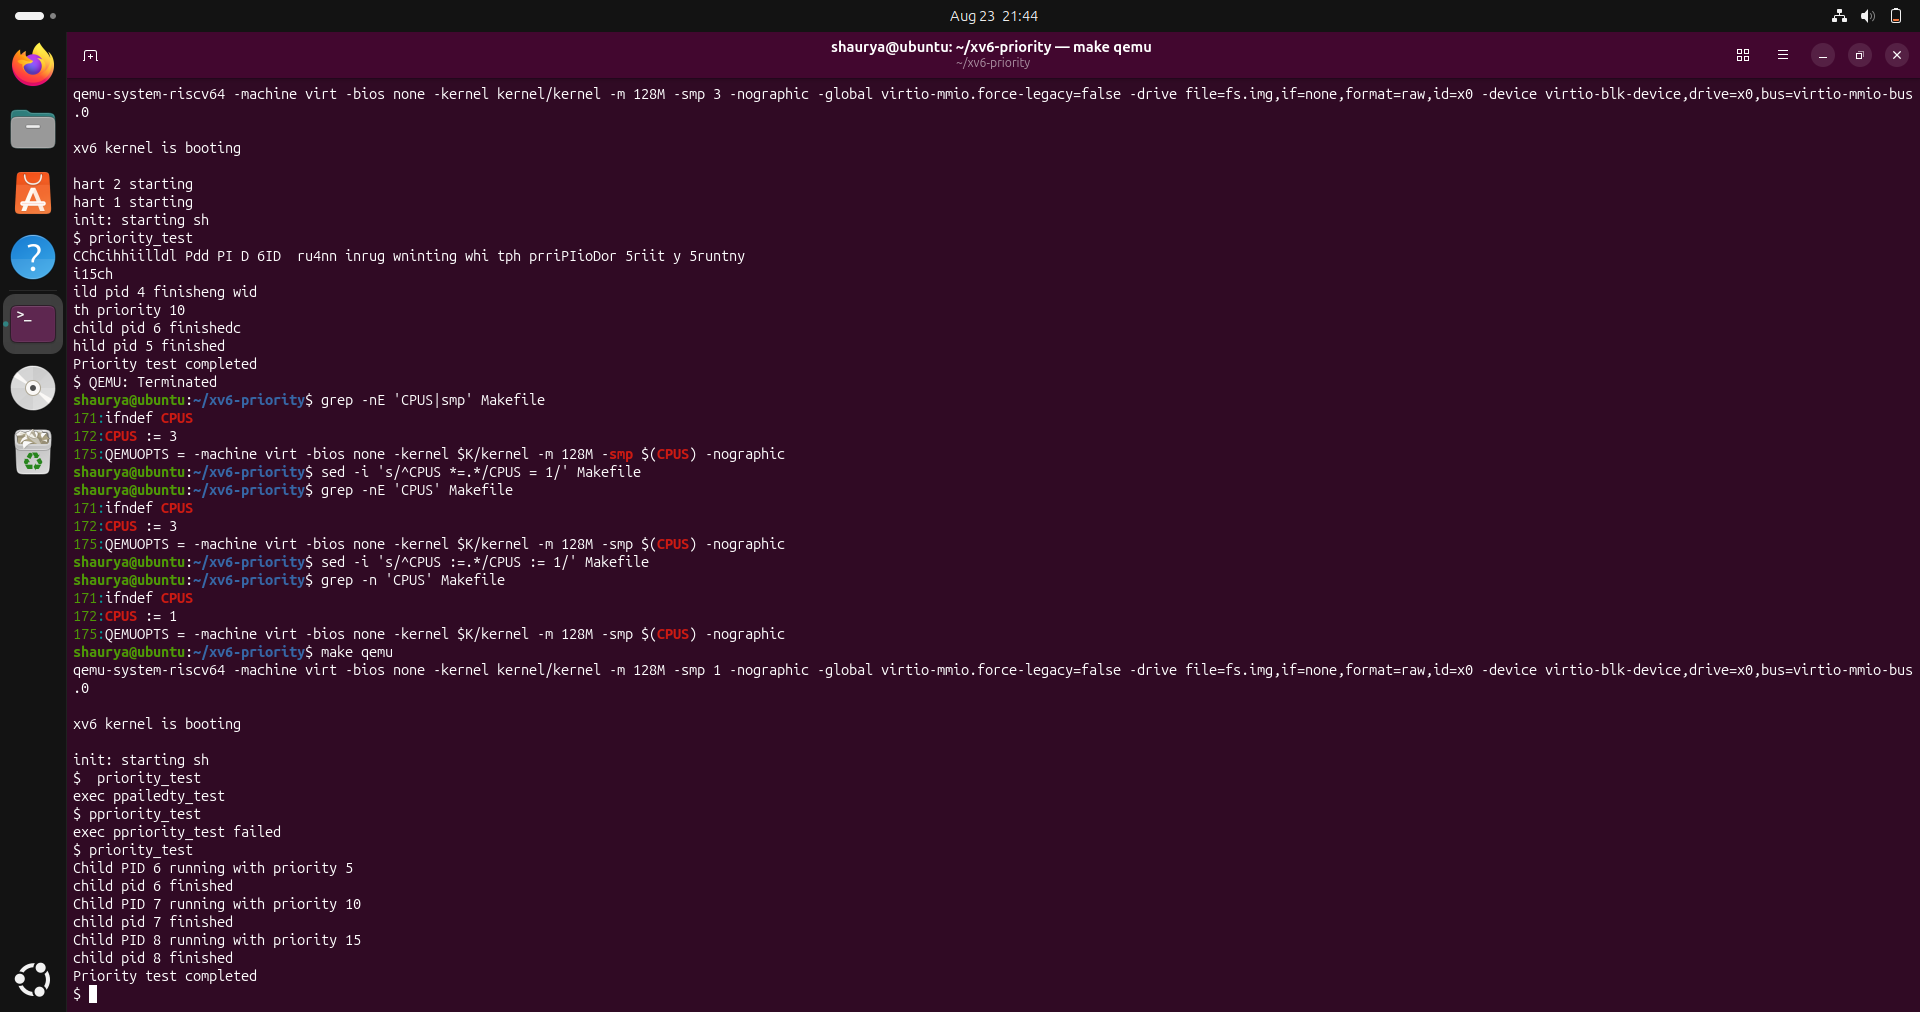 Aug 23 21:44
shaurya@ubuntu: ~/xv6-priority — make qemu
~/xv6-priority
qemu-system-riscv64 -machine virt -bios none -kernel kernel/kernel -m 128M -smp 3 -nographic -global virtio-mmio.force-legacy=false -drive file=fs.img,if=none,format=raw,id=x0 -device virtio-blk-device,drive=x0,bus=virtio-mmio-bus
.0
xv6 kernel is booting
hart 2 starting
hart 1 starting
init: starting sh
$ priority_test
CChCihhiilldl Pdd PI D 6ID  ru4nn inrug wninting whi tph prriPIioDor 5riit y 5runtny
i15ch
ild pid 4 finisheng wid
th priority 10
child pid 6 finishedc
hild pid 5 finished
Priority test completed
$ QEMU: Terminated
shaurya@ubuntu:~/xv6-priority$ grep -nE 'CPUS|smp' Makefile
171:ifndef CPUS
172:CPUS := 3
175:QEMUOPTS = -machine virt -bios none -kernel $K/kernel -m 128M -smp $(CPUS) -nographic
shaurya@ubuntu:~/xv6-priority$ sed -i 's/^CPUS *=.*/CPUS = 1/' Makefile
shaurya@ubuntu:~/xv6-priority$ grep -nE 'CPUS' Makefile
171:ifndef CPUS
172:CPUS := 3
175:QEMUOPTS = -machine virt -bios none -kernel $K/kernel -m 128M -smp $(CPUS) -nographic
shaurya@ubuntu:~/xv6-priority$ sed -i 's/^CPUS :=.*/CPUS := 1/' Makefile
shaurya@ubuntu:~/xv6-priority$ grep -n 'CPUS' Makefile
171:ifndef CPUS
172:CPUS := 1
175:QEMUOPTS = -machine virt -bios none -kernel $K/kernel -m 128M -smp $(CPUS) -nographic
shaurya@ubuntu:~/xv6-priority$ make qemu
qemu-system-riscv64 -machine virt -bios none -kernel kernel/kernel -m 128M -smp 1 -nographic -global virtio-mmio.force-legacy=false -drive file=fs.img,if=none,format=raw,id=x0 -device virtio-blk-device,drive=x0,bus=virtio-mmio-bus
.0
xv6 kernel is booting
init: starting sh
$  priority_test
exec ppailedty_test
$ ppriority_test
exec ppriority_test failed
$ priority_test
Child PID 6 running with priority 5
child pid 6 finished
Child PID 7 running with priority 10
child pid 7 finished
Child PID 8 running with priority 15
child pid 8 finished
Priority test completed
$